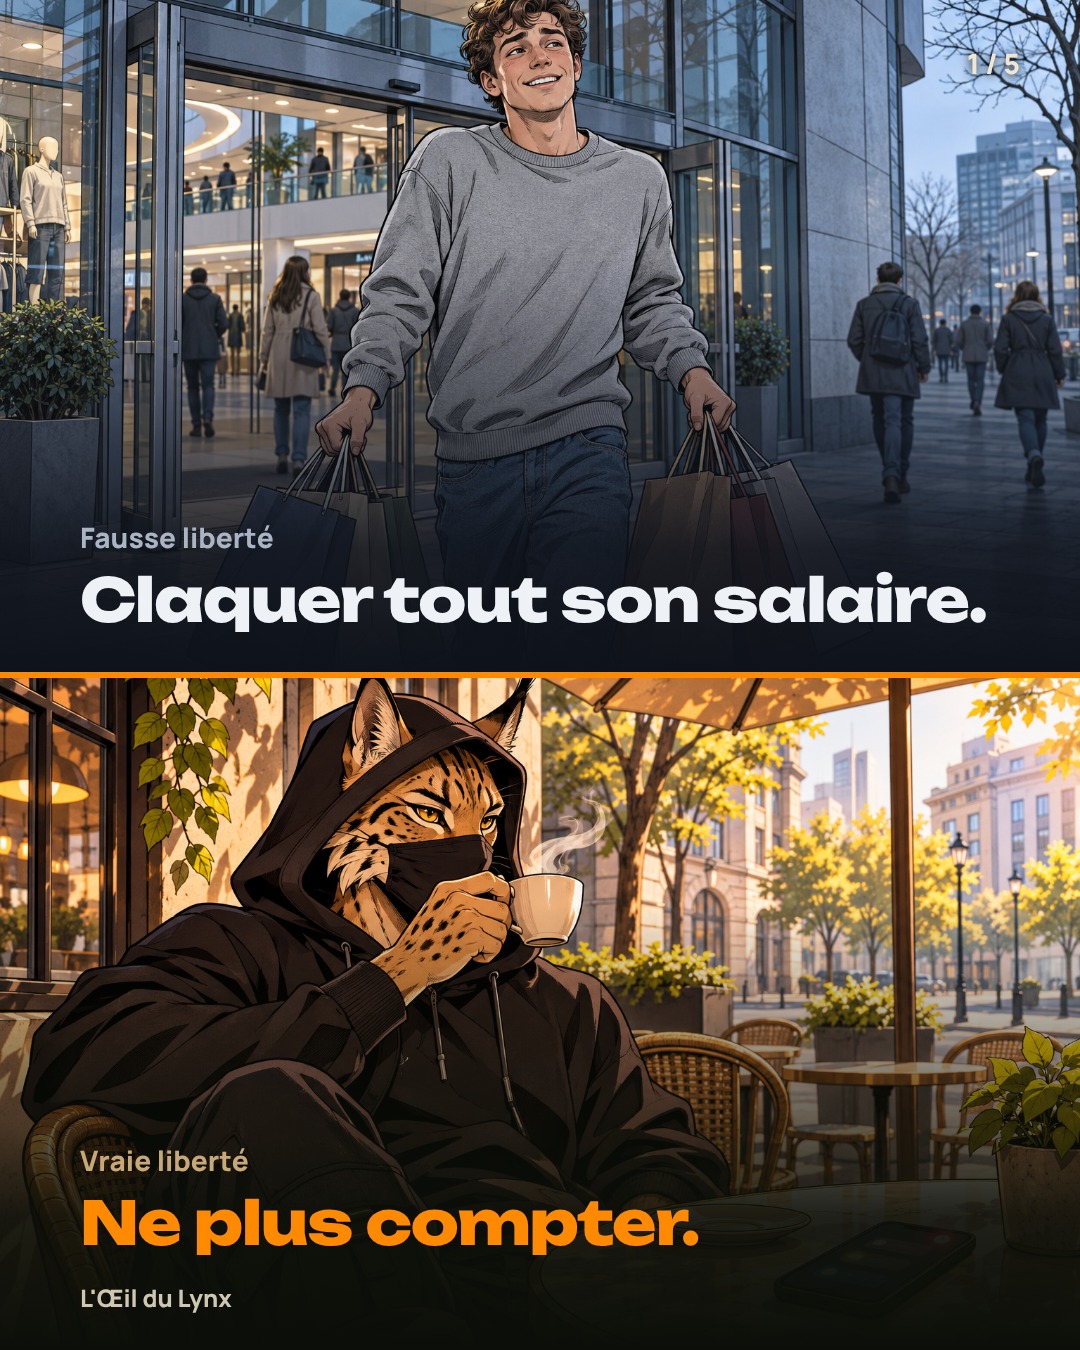 1 / 5
Fausse liberté
Claquer tout son salaire.
Vraie liberté
Ne plus compter.
L'Œil du Lynx